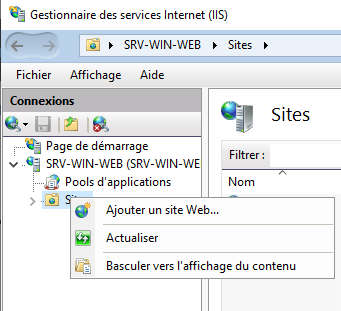 Gestionnaire des services Internet (IIS)
SRV-WIN-WEB Sites
Fichier Affichage Aide
Connexions
Page de démarrage
SRV-WIN-WEB (SRV-WIN-WE
Pools d'applications
Sites
Filtrer :
Nom
Ajouter un site Web...
Actualiser
Basculer vers l'affichage du contenu